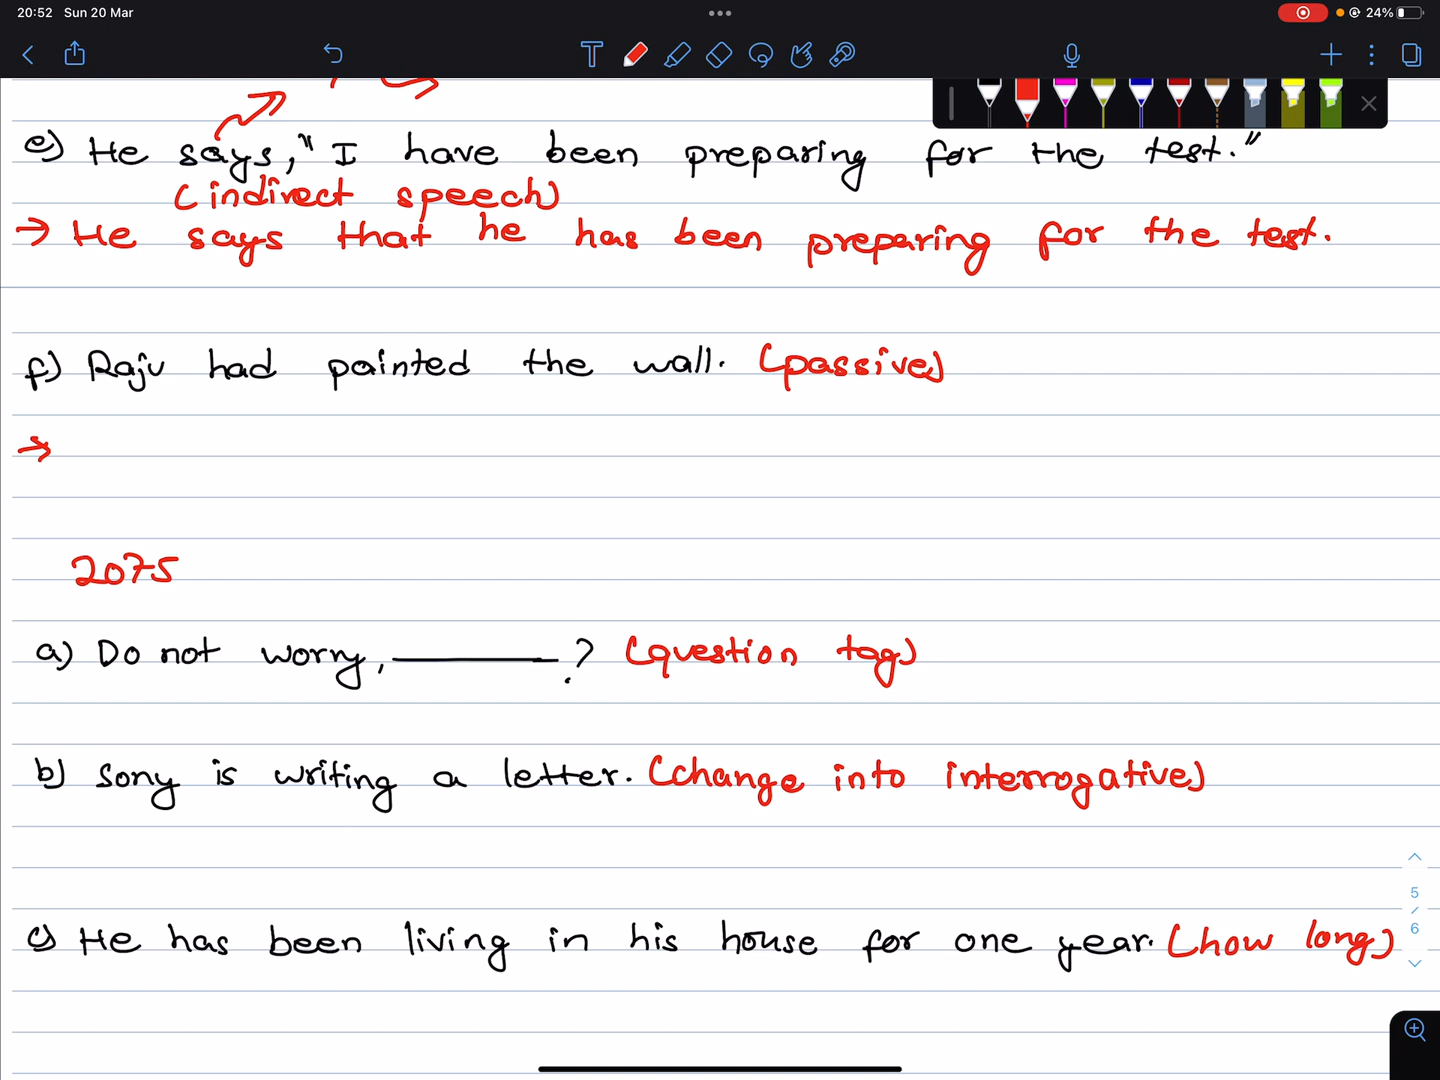 20:52 Sun 20 Mar
24%
T
e) He says, "I have been preparing for the test."
(indirect speech)
→ He says that he has been preparing for the test.
f) Raju had painted the wall. (passive)
→
2075
a) Do not worry, ______? (question tag)
b) Sony is writing a letter. (change into interrogative)
c) He has been living in his house for one year. (how long)
5
/
6